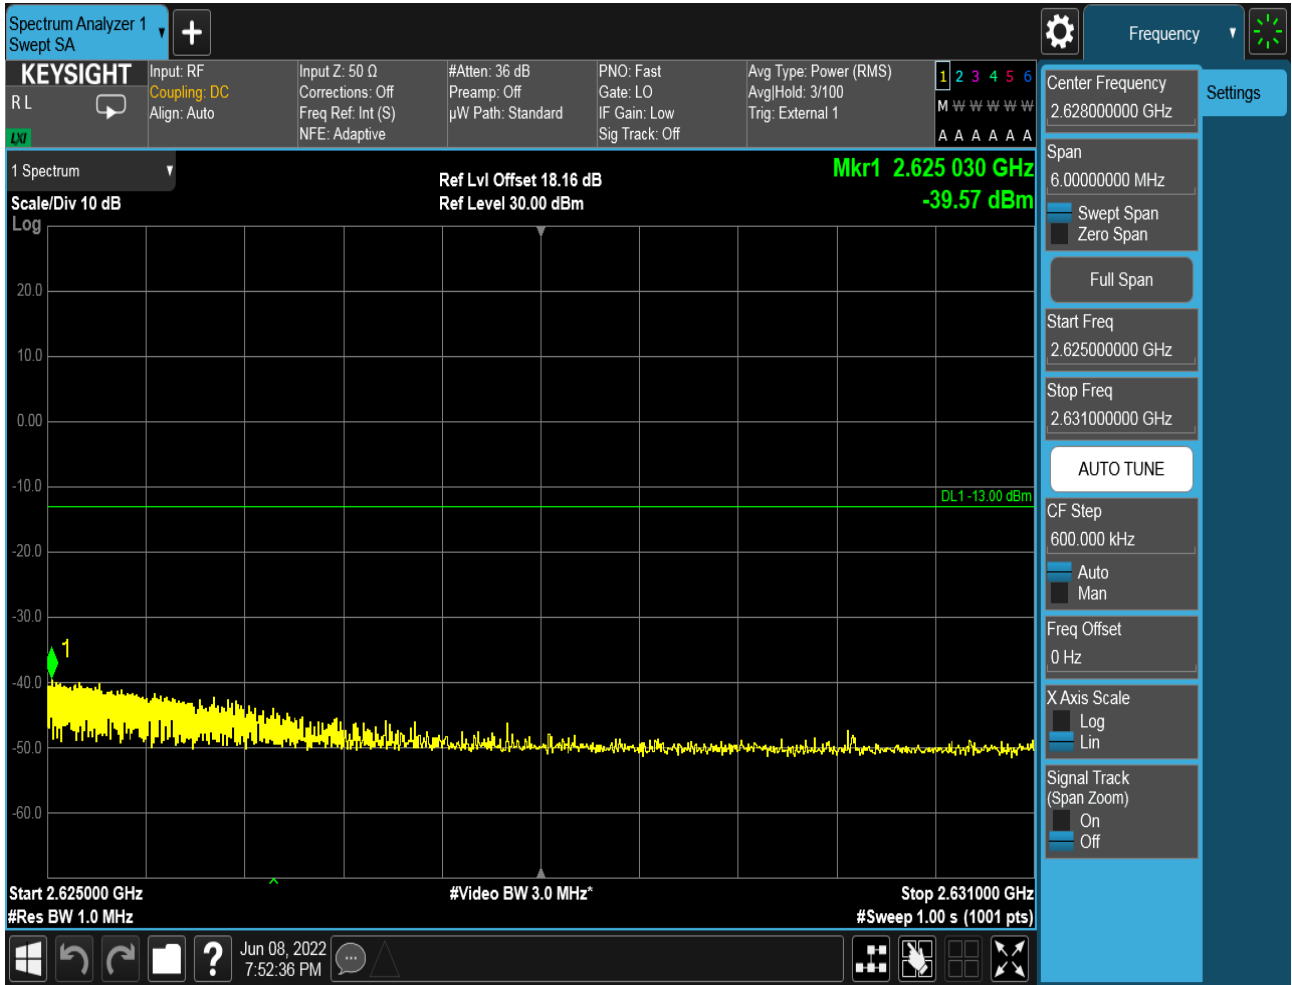 Spectrum Analyzer 1
Swept SA
+
Frequency
KEYSIGHT
R L
LXI
Input: RF
Coupling: DC
Align: Auto
Input Z: 50 Ω
Corrections: Off
Freq Ref: Int (S)
NFE: Adaptive
#Atten: 36 dB
Preamp: Off
µW Path: Standard
PNO: Fast
Gate: LO
IF Gain: Low
Sig Track: Off
Avg Type: Power (RMS)
Avg|Hold: 3/100
Trig: External 1
1 2 3 4 5 6
M W W W W W
A A A A A A
1 Spectrum
Scale/Div 10 dB
Log
Ref Lvl Offset 18.16 dB
Ref Level 30.00 dBm
Mkr1 2.625 030 GHz
-39.57 dBm
20.0
10.0
0.00
-10.0
DL1 -13.00 dBm
-20.0
-30.0
1
-40.0
-50.0
-60.0
Start 2.625000 GHz
#Res BW 1.0 MHz
#Video BW 3.0 MHz*
Stop 2.631000 GHz
#Sweep 1.00 s (1001 pts)
?
Jun 08, 2022
7:52:36 PM
Center Frequency
2.628000000 GHz
Span
6.00000000 MHz
Swept Span
Zero Span
Full Span
Start Freq
2.625000000 GHz
Stop Freq
2.631000000 GHz
AUTO TUNE
CF Step
600.000 kHz
Auto
Man
Freq Offset
0 Hz
X Axis Scale
Log
Lin
Signal Track
(Span Zoom)
On
Off
Settings